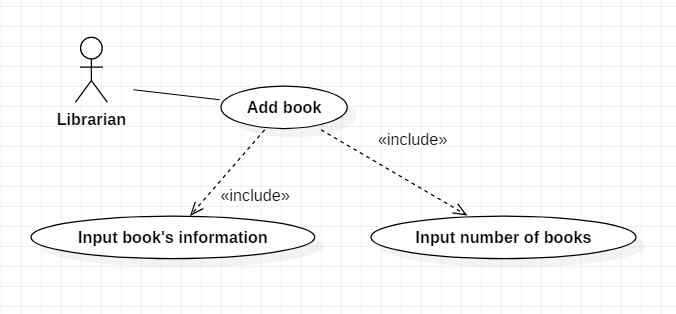 Librarian
Add book
«include»
«include»
Input book's information
Input number of books